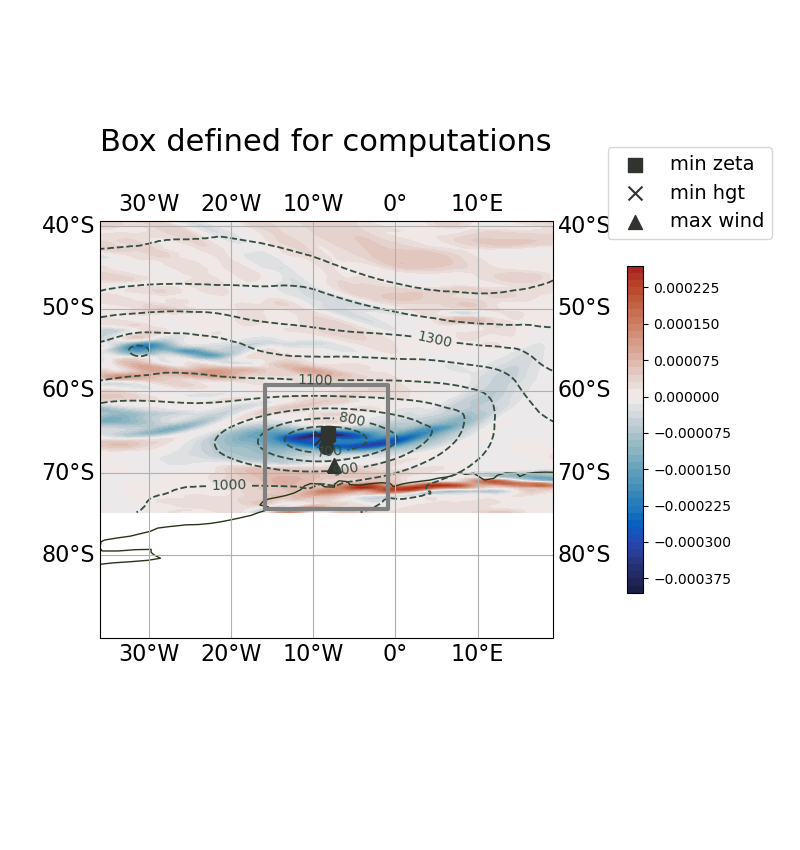 Box defined for computations
min zeta
min hgt
max wind
30°W 20°W 10°W 0° 10°E
40°S 40°S
50°S 50°S
60°S 60°S
70°S 70°S
80°S 80°S
30°W 20°W 10°W 0° 10°E
1300
1100
800
1000
0.000225
0.000150
0.000075
0.000000
−0.000075
−0.000150
−0.000225
−0.000300
−0.000375